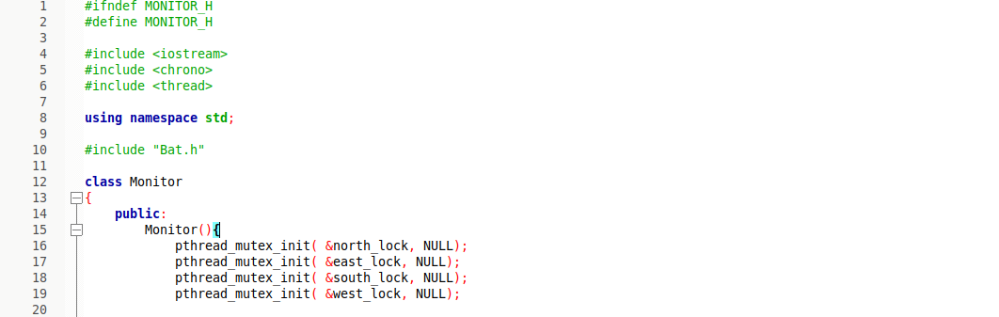 1 #ifndef MONITOR_H
2 #define MONITOR_H
3
4 #include <iostream>
5 #include <chrono>
6 #include <thread>
7
8 using namespace std;
9
10 #include "Bat.h"
11
12 class Monitor
13 {
14     public:
15         Monitor(){
16             pthread_mutex_init( &north_lock, NULL);
17             pthread_mutex_init( &east_lock, NULL);
18             pthread_mutex_init( &south_lock, NULL);
19             pthread_mutex_init( &west_lock, NULL);
20